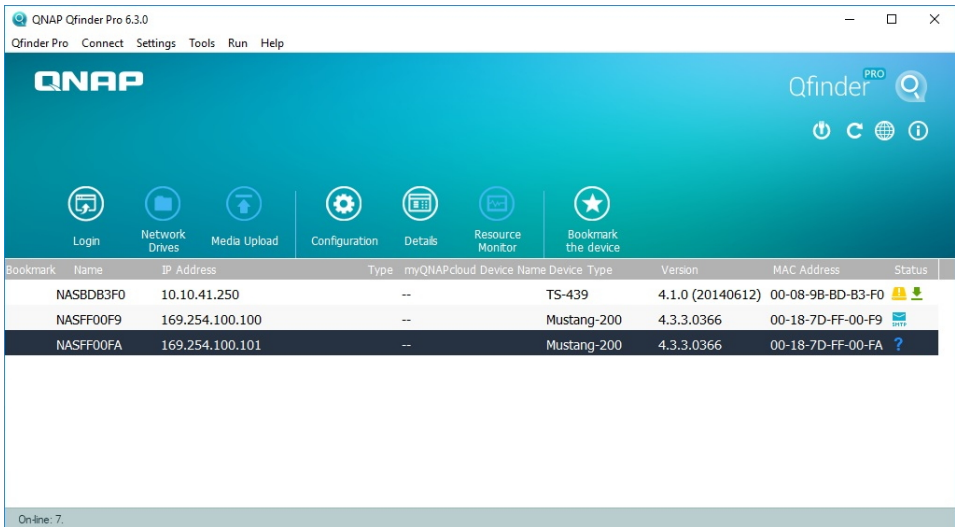 QNAP Qfinder Pro 6.3.0
Qfinder Pro Connect Settings Tools Run Help
QNAP
Qfinder PRO
Login
Network Drives
Media Upload
Configuration
Details
Resource Monitor
Bookmark the device
Bookmark Name IP Address Type myQNAPcloud Device Name Device Type Version MAC Address Status
NASBDB3F0 10.10.41.250 -- TS-439 4.1.0 (20140612) 00-08-9B-BD-B3-F0
NASFF00F9 169.254.100.100 -- Mustang-200 4.3.3.0366 00-18-7D-FF-00-F9 SMTP
NASFF00FA 169.254.100.101 -- Mustang-200 4.3.3.0366 00-18-7D-FF-00-FA ?
On-line: 7.